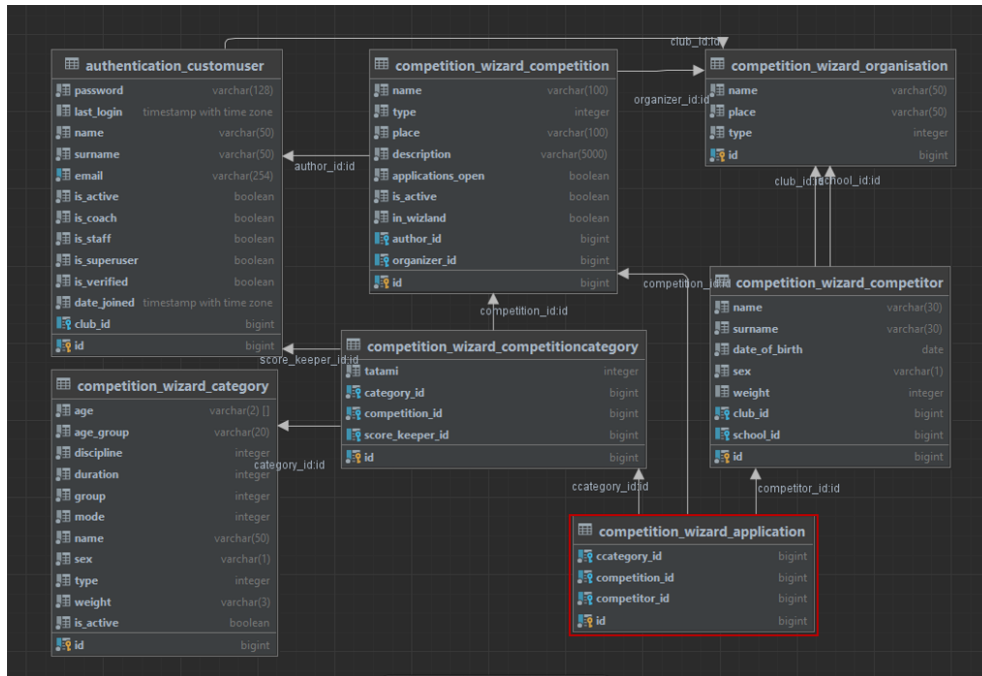 authentication_customuser
password varchar(128)
last_login timestamp with time zone
name varchar(50)
surname varchar(50)
email varchar(254)
is_active boolean
is_coach boolean
is_staff boolean
is_superuser boolean
is_verified boolean
date_joined timestamp with time zone
club_id bigint
id bigint
competition_wizard_competition
name varchar(100)
type integer
place varchar(100)
description varchar(5000)
applications_open boolean
is_active boolean
in_wizland boolean
author_id bigint
organizer_id bigint
id bigint
club_id:id
competition_wizard_organisation
name varchar(50)
place varchar(50)
type integer
id bigint
organizer_id:id
author_id:id
club_id:id
school_id:id
competition_wizard_competitor
name varchar(30)
surname varchar(30)
date_of_birth date
sex varchar(1)
weight integer
club_id bigint
school_id bigint
id bigint
competition_id:id
competition_id:id
competition_wizard_competitioncategory
tatami integer
category_id bigint
competition_id bigint
score_keeper_id bigint
id bigint
score_keeper_id:id
competition_wizard_category
age varchar(2) []
age_group varchar(20)
discipline integer
duration integer
group integer
mode integer
name varchar(50)
sex varchar(1)
type integer
weight varchar(3)
is_active boolean
id bigint
category_id:id
ccategory_id:id
competitor_id:id
competition_wizard_application
ccategory_id bigint
competition_id bigint
competitor_id bigint
id bigint